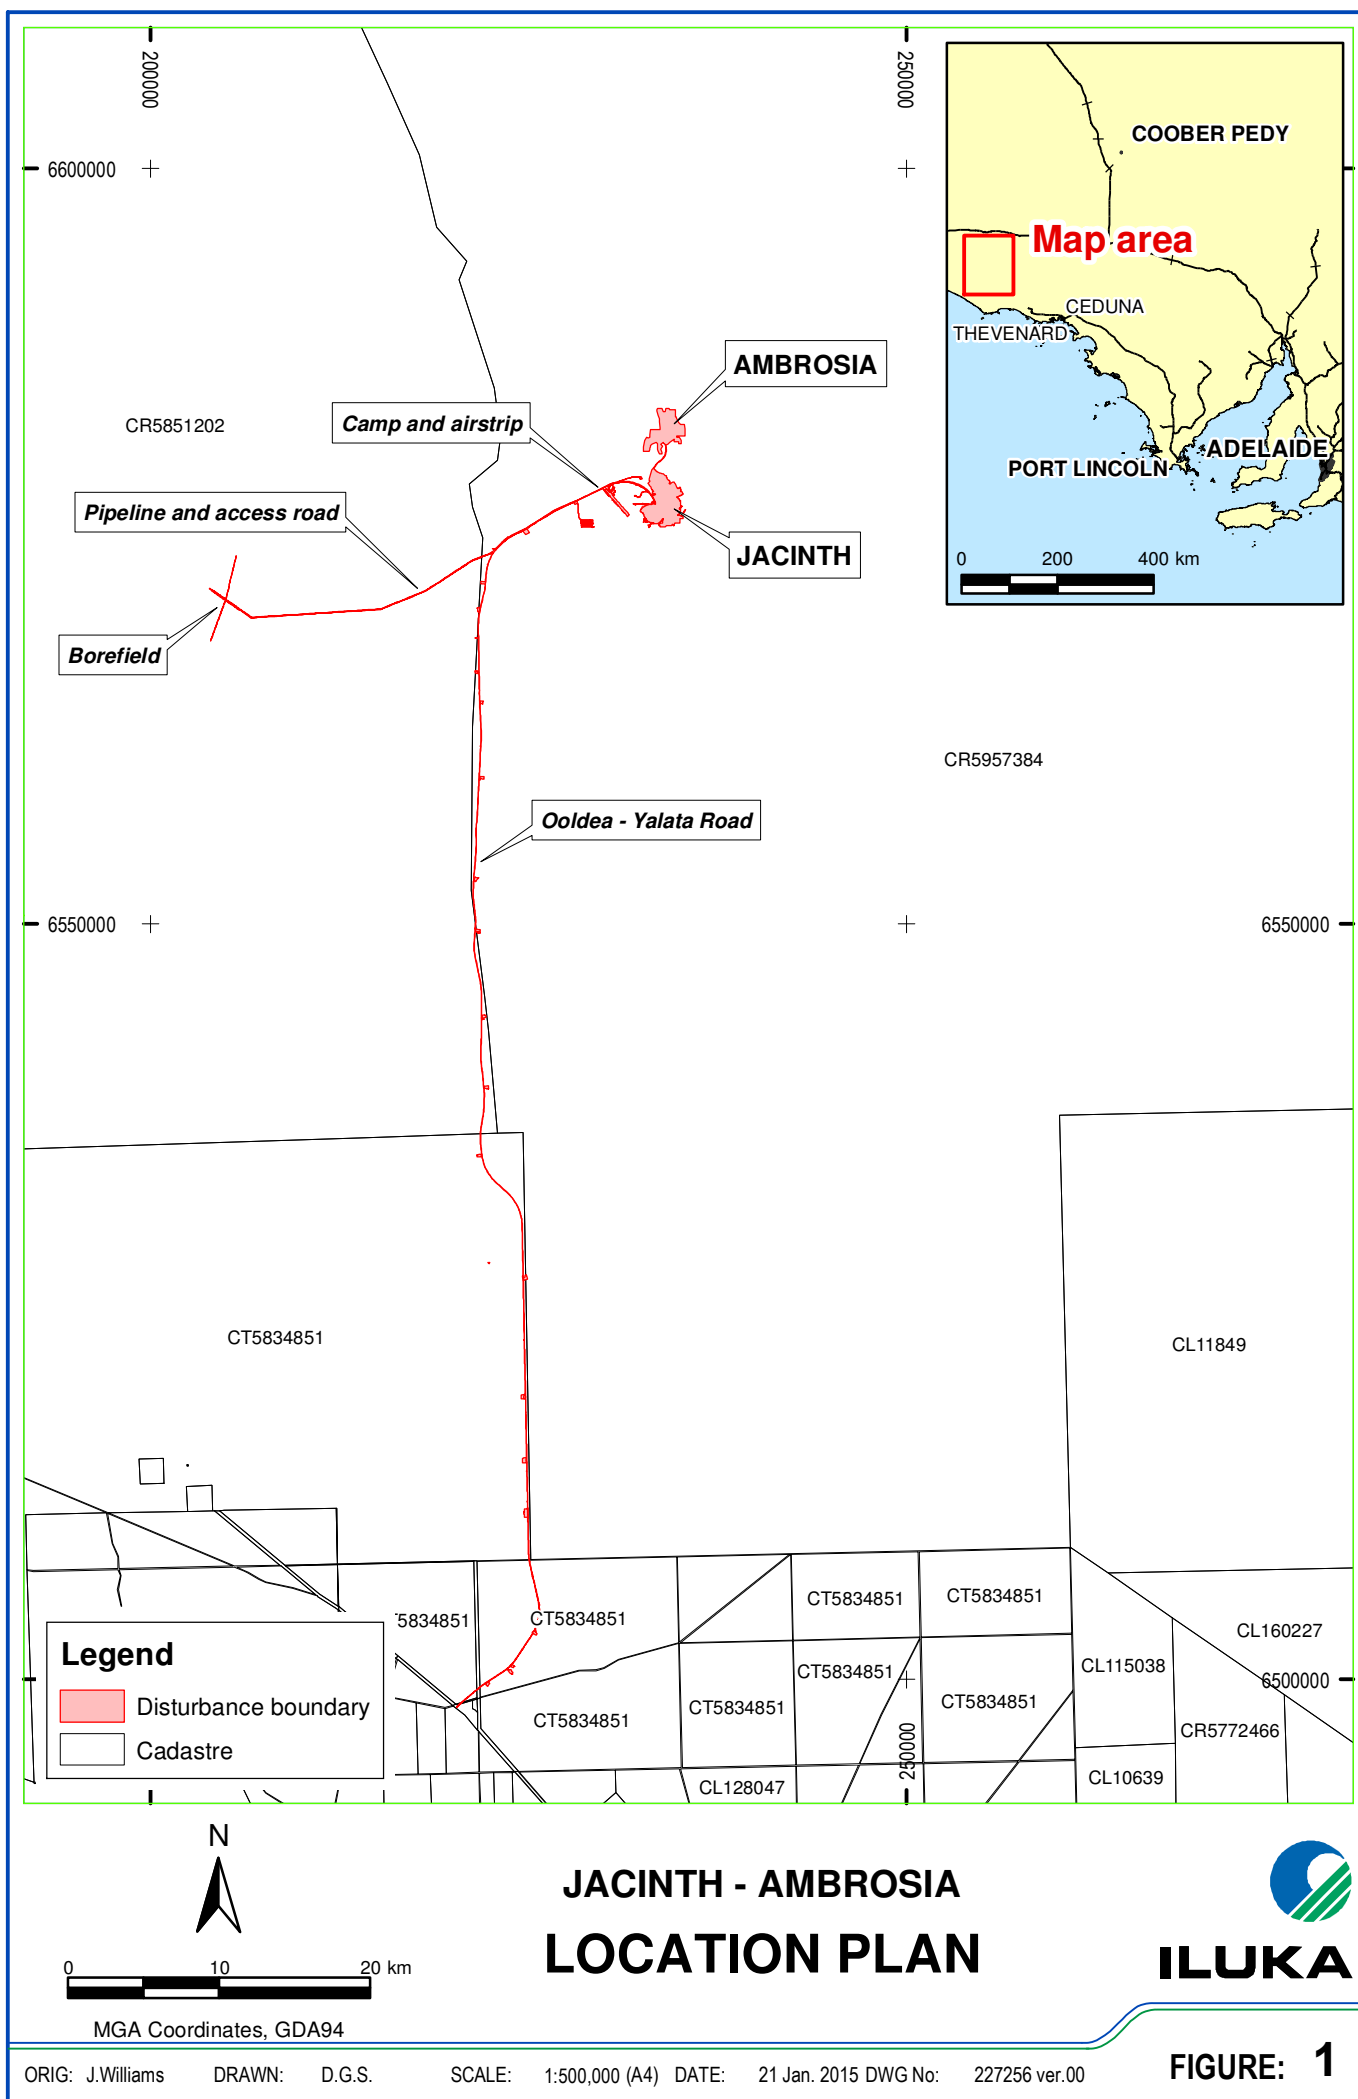 200000
250000
6600000
COOBER PEDY
Map area
CEDUNA
THEVENARD
ADELAIDE
PORT LINCOLN
0 200 400 km
AMBROSIA
CR5851202
Camp and airstrip
Pipeline and access road
JACINTH
Borefield
CR5957384
Ooldea - Yalata Road
6550000
6550000
CT5834851
CL11849
CT5834851
CT5834851
T5834851
CT5834851
CL160227
CL115038
CT5834851
6500000
CT5834851
CT5834851
CT5834851
CR5772466
250000
CL10639
CL128047
Legend
Disturbance boundary
Cadastre
N
0 10 20 km
MGA Coordinates, GDA94
JACINTH - AMBROSIA
LOCATION PLAN
ILUKA
ORIG: J.Williams DRAWN: D.G.S. SCALE: 1:500,000 (A4) DATE: 21 Jan. 2015 DWG No: 227256 ver.00
FIGURE: 1